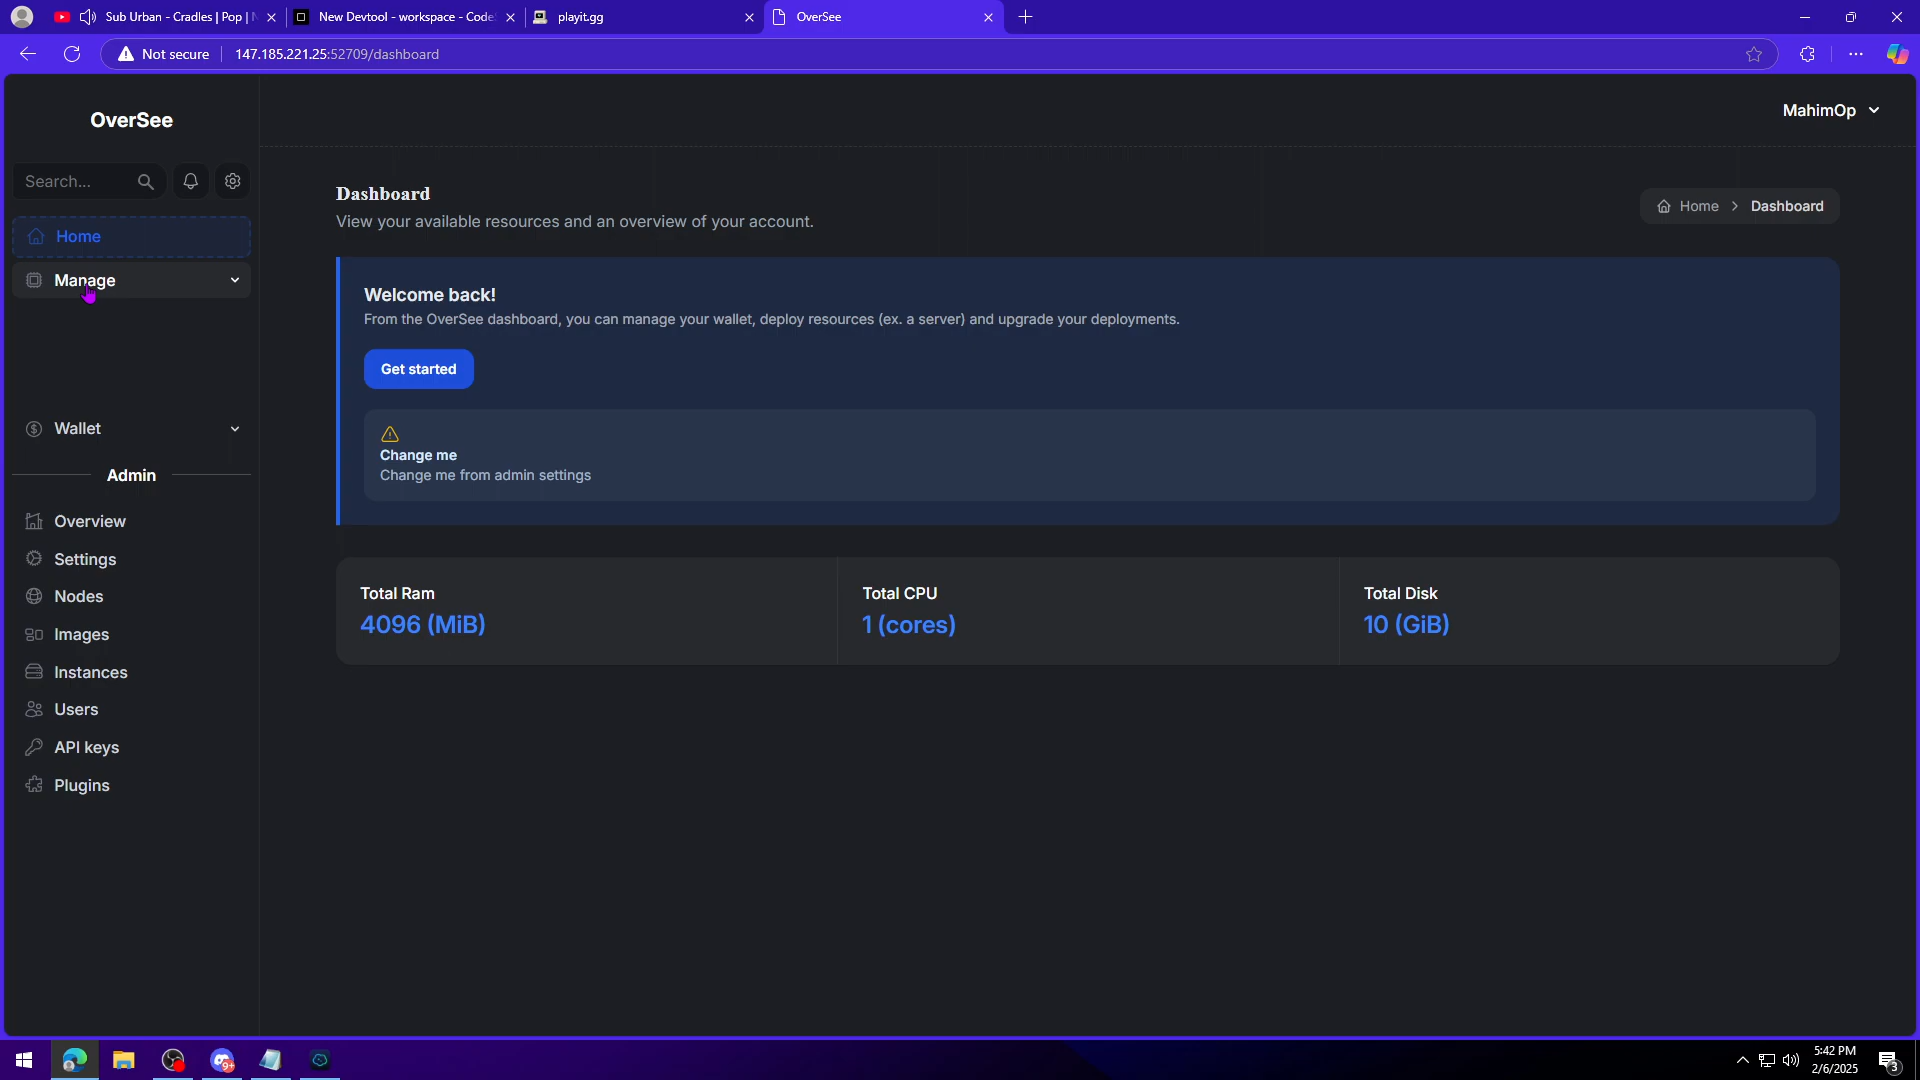 Sub Urban - Cradles | Pop | N
New Devtool - workspace - CodeS
playit.gg
OverSee
Not secure
147.185.221.25:52709/dashboard
OverSee
MahimOp
Search...
Home
Manage
Wallet
Admin
Overview
Settings
Nodes
Images
Instances
Users
API keys
Plugins
Dashboard
View your available resources and an overview of your account.
Home > Dashboard
Welcome back!
From the OverSee dashboard, you can manage your wallet, deploy resources (ex. a server) and upgrade your deployments.
Get started
Change me
Change me from admin settings
Total Ram
4096 (MiB)
Total CPU
1 (cores)
Total Disk
10 (GiB)
9+
5:42 PM
2/6/2025
3